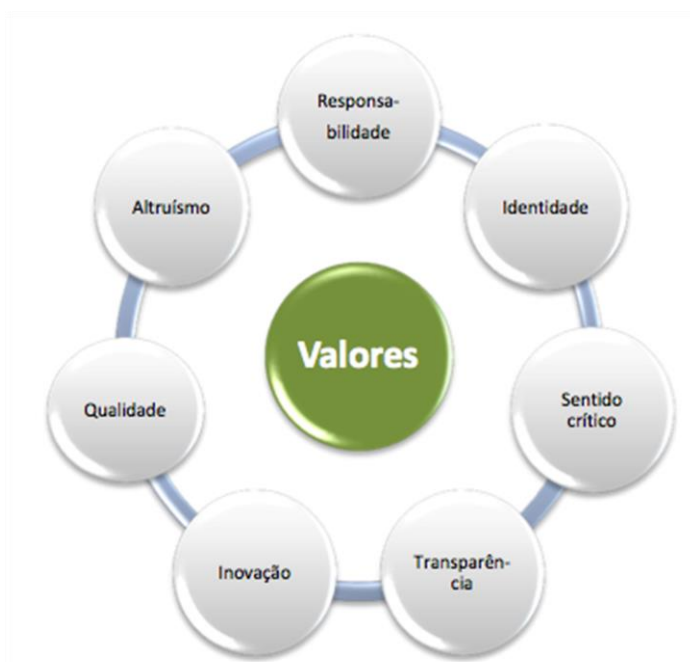 Responsa-
bilidade
Identidade
Sentido
crítico
Transparên-
cia
Inovação
Qualidade
Altruísmo
Valores